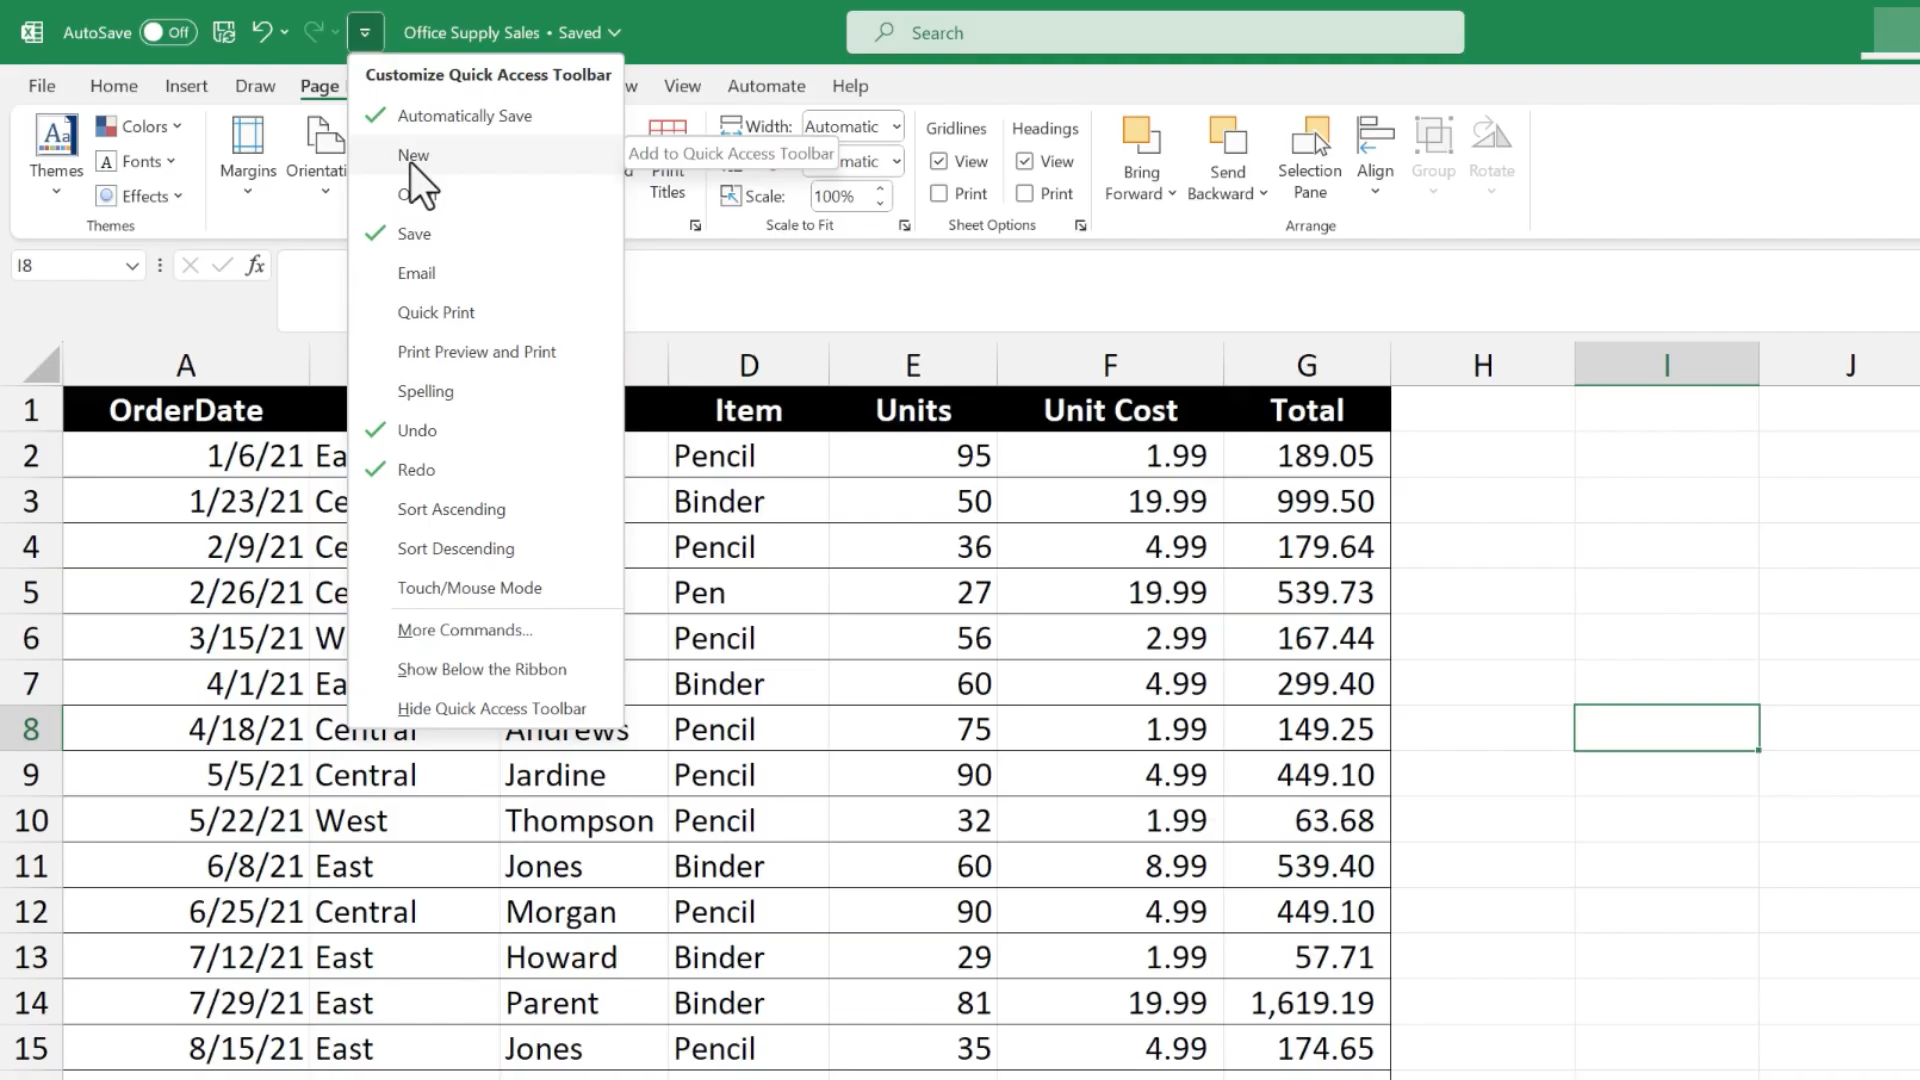 AutoSave Off Office Supply Sales • Saved Search
Customize Quick Access Toolbar
Automatically Save
New
Save
Email
Quick Print
Print Preview and Print
Spelling
Undo
Redo
Sort Ascending
Sort Descending
Touch/Mouse Mode
More Commands...
Show Below the Ribbon
Hide Quick Access Toolbar
Add to Quick Access Toolbar
File Home Insert Draw Page View Automate Help
Aa Themes
Colors
A Fonts
Effects
Themes
Margins
Print
Titles
Width: Automatic
Scale: 100%
Scale to Fit
Gridlines
View
Print
Headings
View
Print
Sheet Options
Bring
Forward
Send
Backward
Selection
Pane
Align
Group
Rotate
Arrange
I8 fx
A D E F G H I J
1 OrderDate Item Units Unit Cost Total
2 1/6/21 Pencil 95 1.99 189.05
3 1/23/21 Binder 50 19.99 999.50
4 2/9/21 Pencil 36 4.99 179.64
5 2/26/21 Pen 27 19.99 539.73
6 3/15/21 Pencil 56 2.99 167.44
7 4/1/21 Binder 60 4.99 299.40
8 4/18/21 Central Andrews Pencil 75 1.99 149.25
9 5/5/21 Central Jardine Pencil 90 4.99 449.10
10 5/22/21 West Thompson Pencil 32 1.99 63.68
11 6/8/21 East Jones Binder 60 8.99 539.40
12 6/25/21 Central Morgan Pencil 90 4.99 449.10
13 7/12/21 East Howard Binder 29 1.99 57.71
14 7/29/21 East Parent Binder 81 19.99 1,619.19
15 8/15/21 East Jones Pencil 35 4.99 174.65